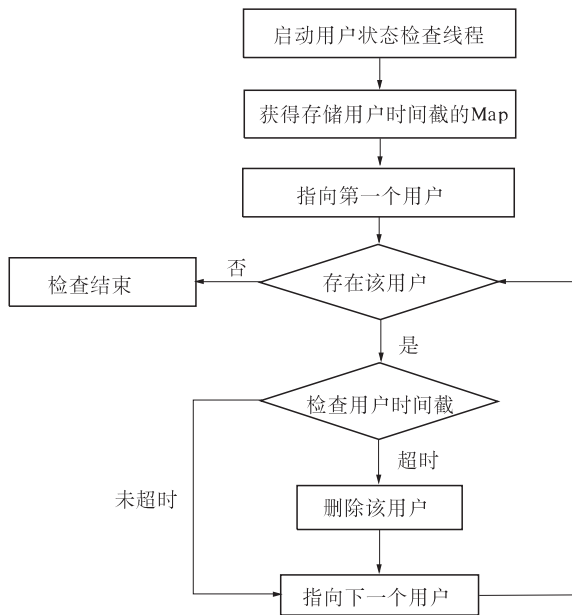 启动用户状态检查线程
获得存储用户时间截的Map
指向第一个用户
存在该用户
否
检查结束
是
检查用户时间截
超时
未超时
删除该用户
指向下一个用户